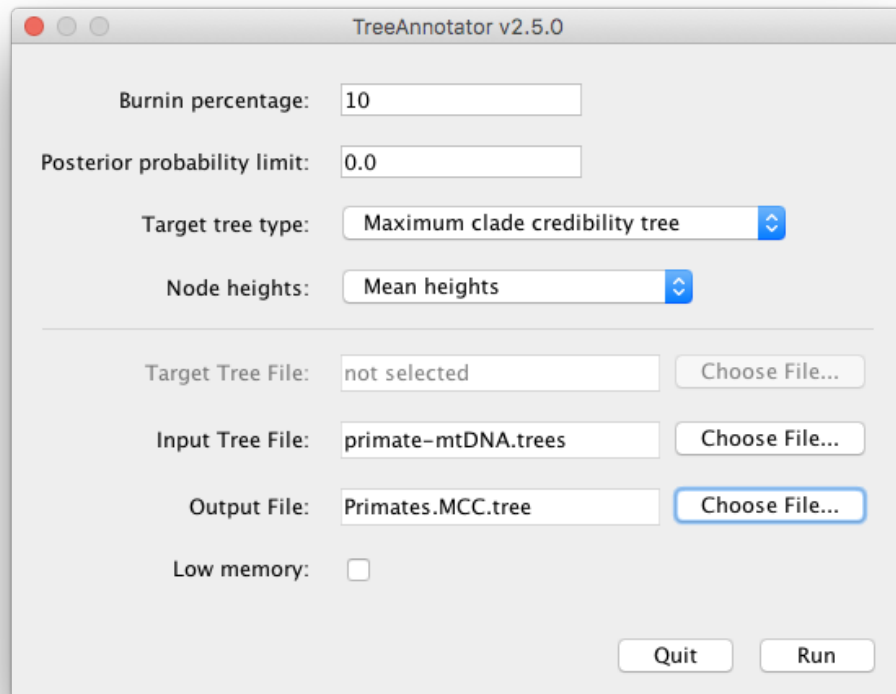 TreeAnnotator v2.5.0
Burnin percentage: 10
Posterior probability limit: 0.0
Target tree type: Maximum clade credibility tree
Node heights: Mean heights
Target Tree File: not selected Choose File...
Input Tree File: primate-mtDNA.trees Choose File...
Output File: Primates.MCC.tree Choose File...
Low memory:
Quit Run